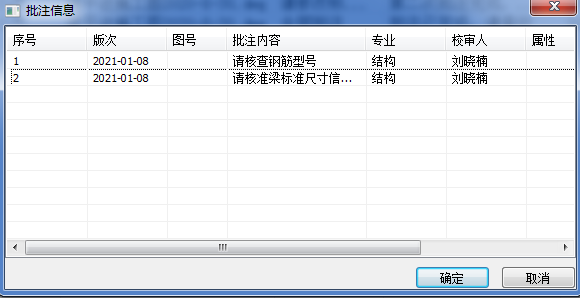 批注信息
序号 版次 图号 批注内容 专业 校审人 属性
1 2021-01-08 请核查钢筋型号 结构 刘晓楠
2 2021-01-08 请核准梁标准尺寸信... 结构 刘晓楠
确定 取消